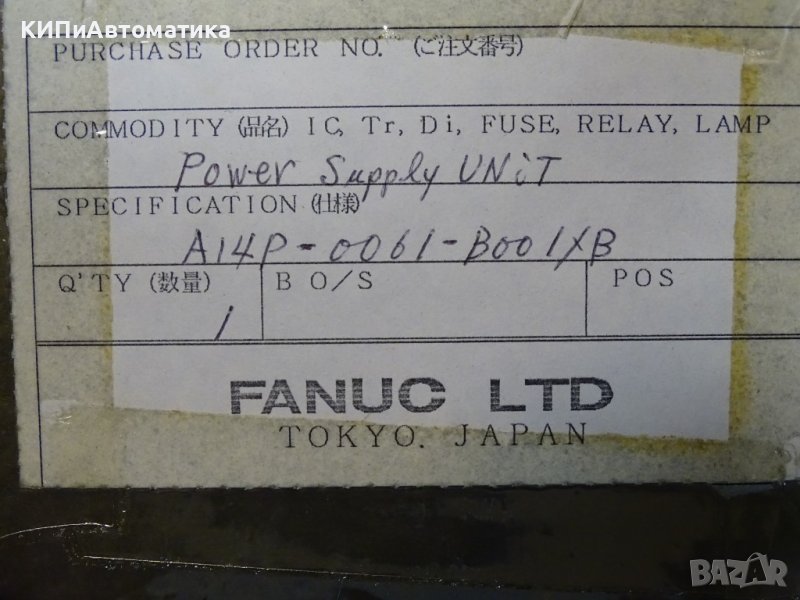 КИПиАвтоматика
PURCHASE ORDER NO. (ご注文番号)
COMMODITY (品名) IC, Tr, Di, FUSE, RELAY, LAMP
Power Supply UNiT
SPECIFICATION (仕様)
A14P-0061-B001XB
Q'TY (数量) B O/S POS
1
FANUC LTD
TOKYO. JAPAN
BAZAR